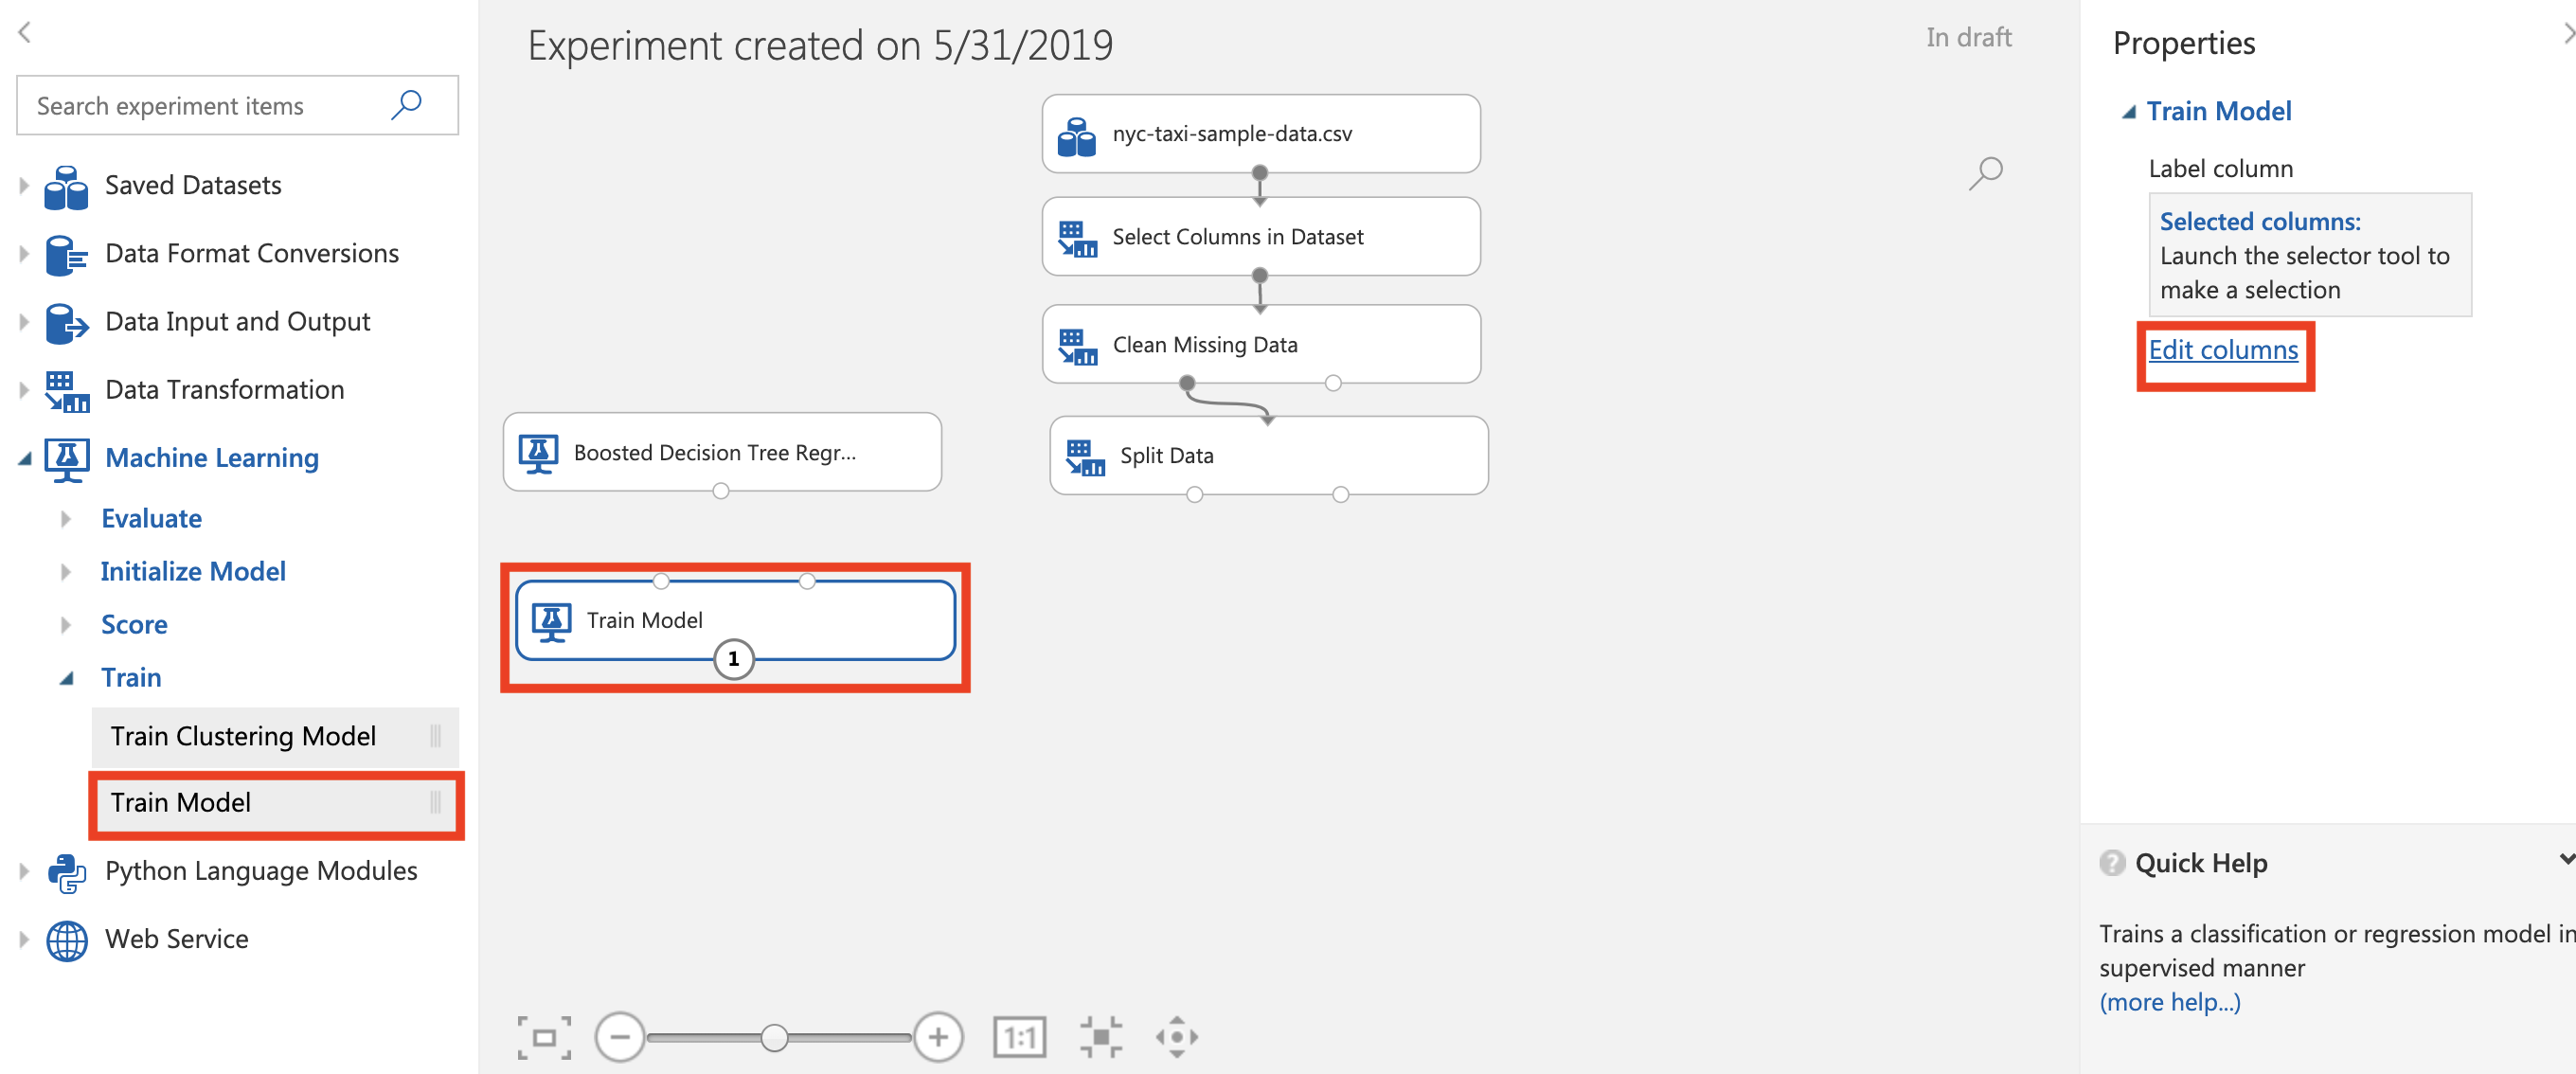 Search experiment items
Saved Datasets
Data Format Conversions
Data Input and Output
Data Transformation
Machine Learning
Evaluate
Initialize Model
Score
Train
Train Clustering Model
Train Model
Python Language Modules
Web Service
Experiment created on 5/31/2019
In draft
nyc-taxi-sample-data.csv
Select Columns in Dataset
Clean Missing Data
Boosted Decision Tree Regr...
Split Data
Train Model
1
1:1
Properties
Train Model
Label column
Selected columns:
Launch the selector tool to
make a selection
Edit columns
? Quick Help
Trains a classification or regression model in
supervised manner
(more help...)